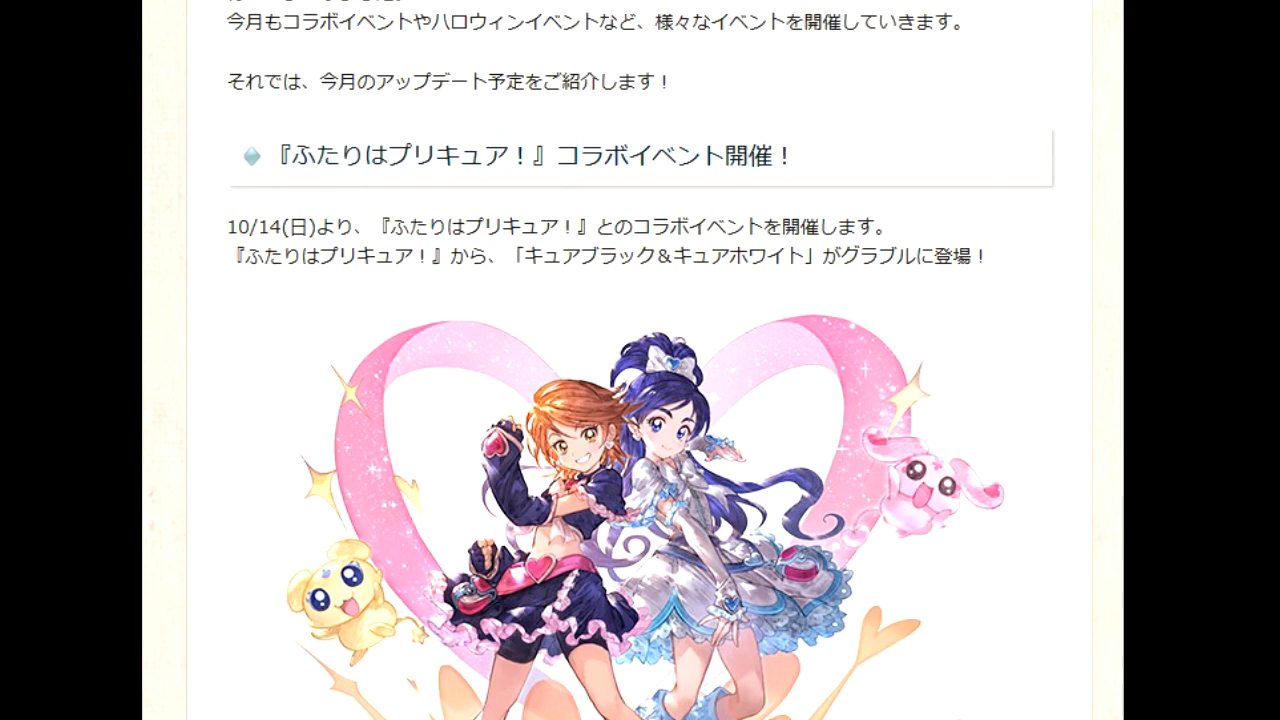 今月もコラボイベントやハロウィンイベントなど、様々なイベントを開催していきます。
それでは、今月のアップデート予定をご紹介します！
『ふたりはプリキュア！』コラボイベント開催！
10/14(日)より、『ふたりはプリキュア！』とのコラボイベントを開催します。
『ふたりはプリキュア！』から、「キュアブラック＆キュアホワイト」がグラブルに登場！